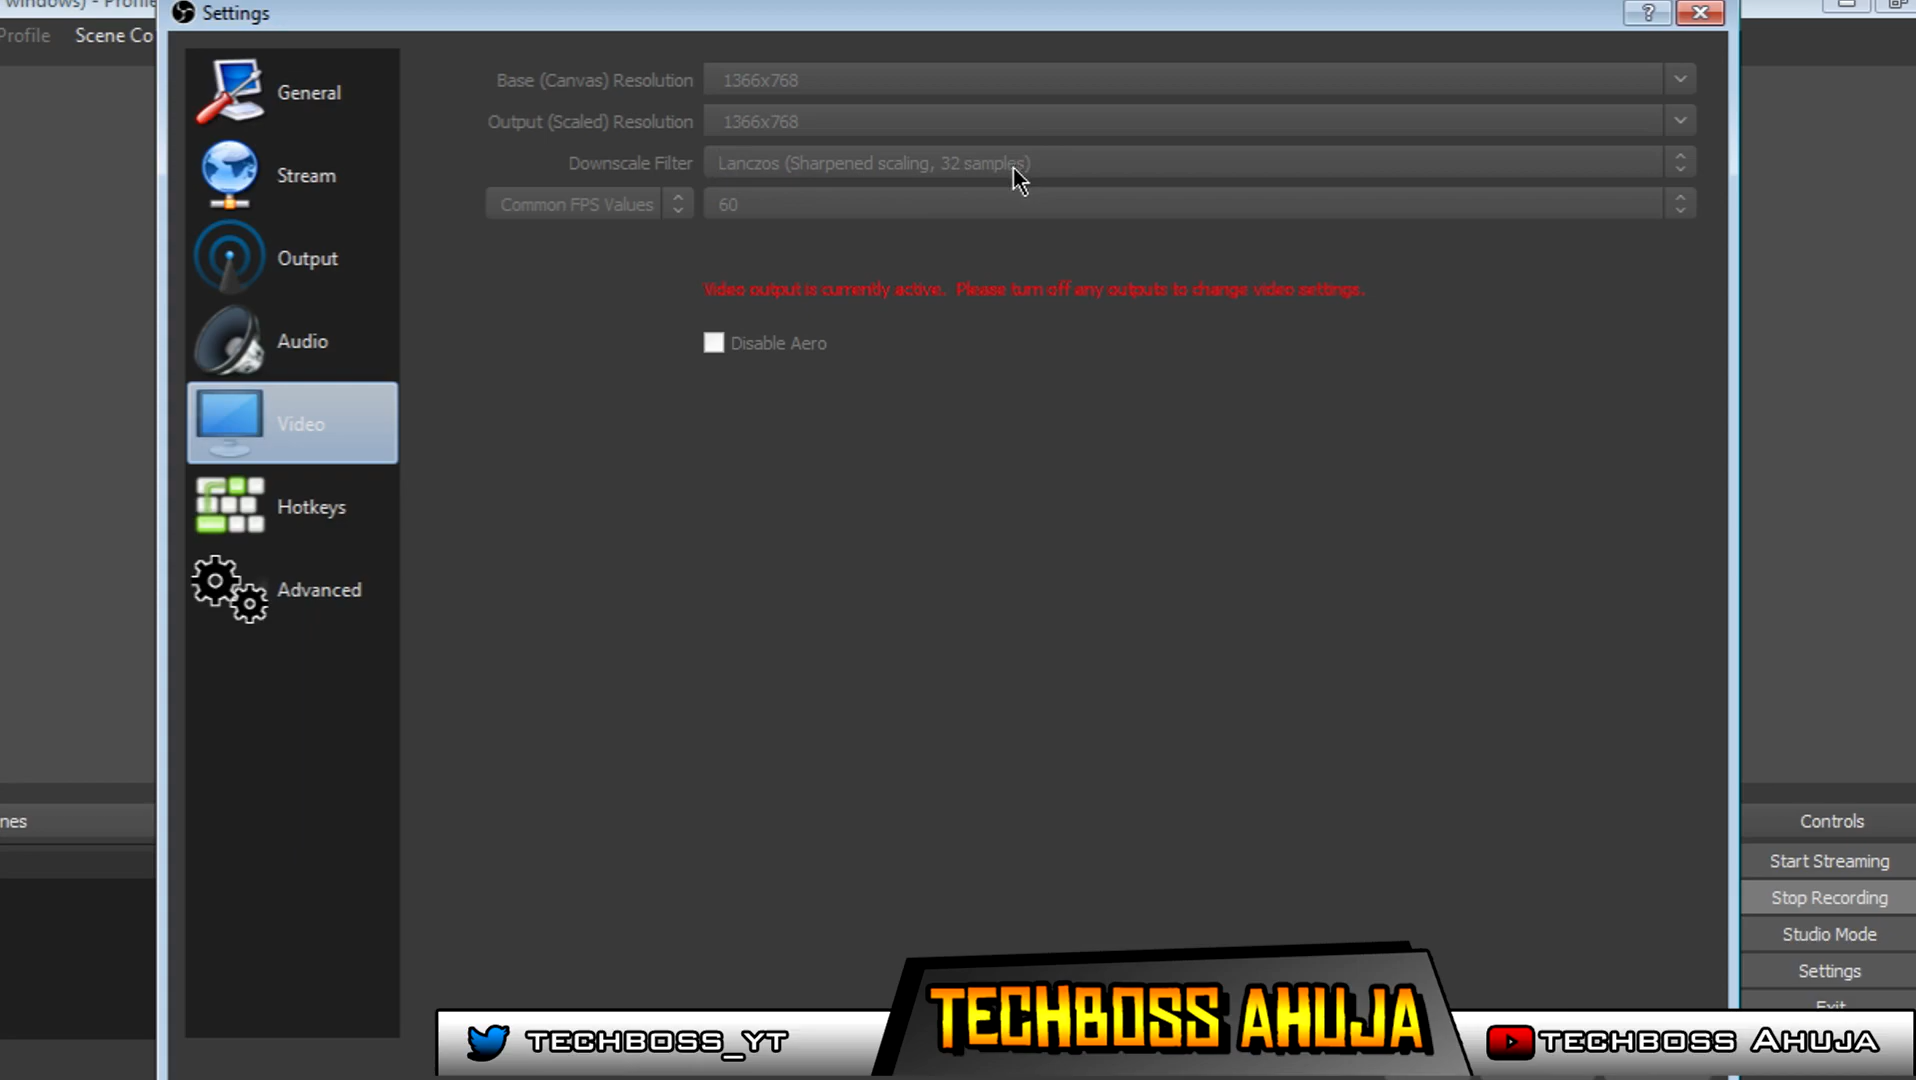 windows) - Profile
Settings
?
Profile Scene Co
General
Stream
Output
Audio
Video
Hotkeys
Advanced
Base (Canvas) Resolution 1366x768
Output (Scaled) Resolution 1366x768
Downscale Filter Lanczos (Sharpened scaling, 32 samples)
Common FPS Values 60
Video output is currently active. Please turn off any outputs to change video settings.
Disable Aero
nes
Controls
Start Streaming
Stop Recording
Studio Mode
Settings
Exit
TECHBOSS_YT
TECHBOSS AHUJA
TECHBOSS AHUJA